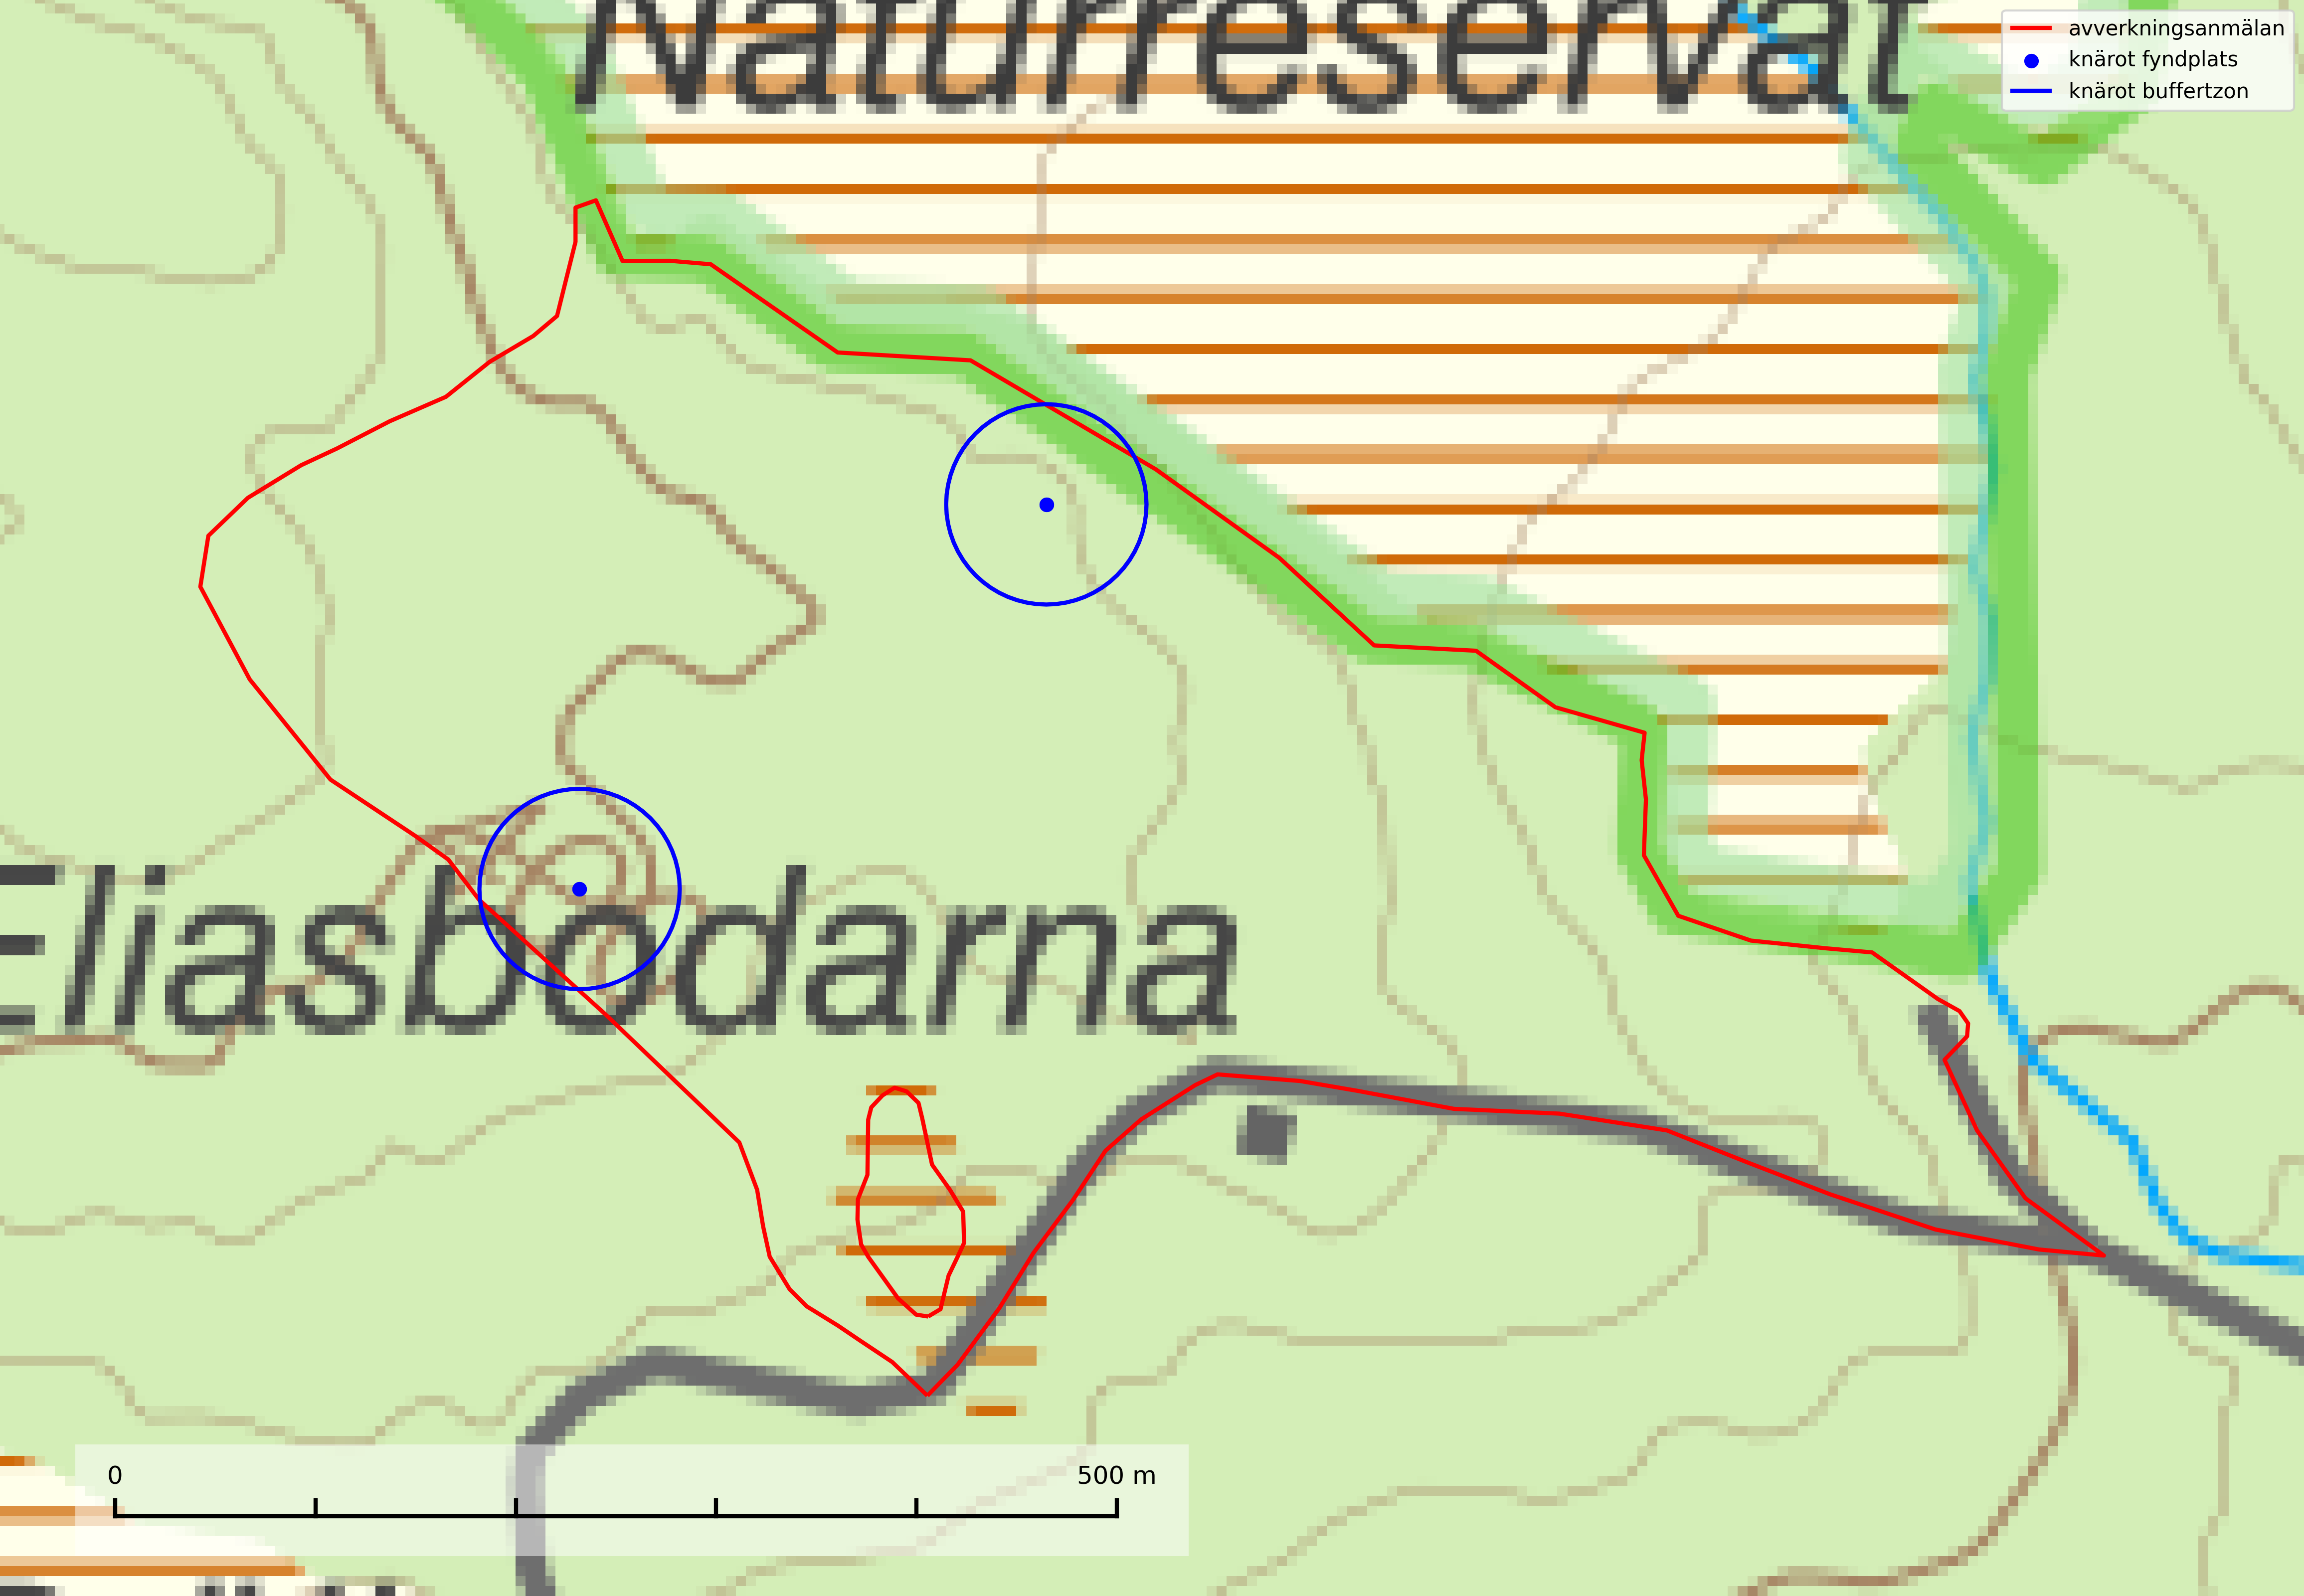 Naturreservat
avverkningsanmälan
knärot fyndplats
knärot buffertzon
Eliasbodarna
0 500 m